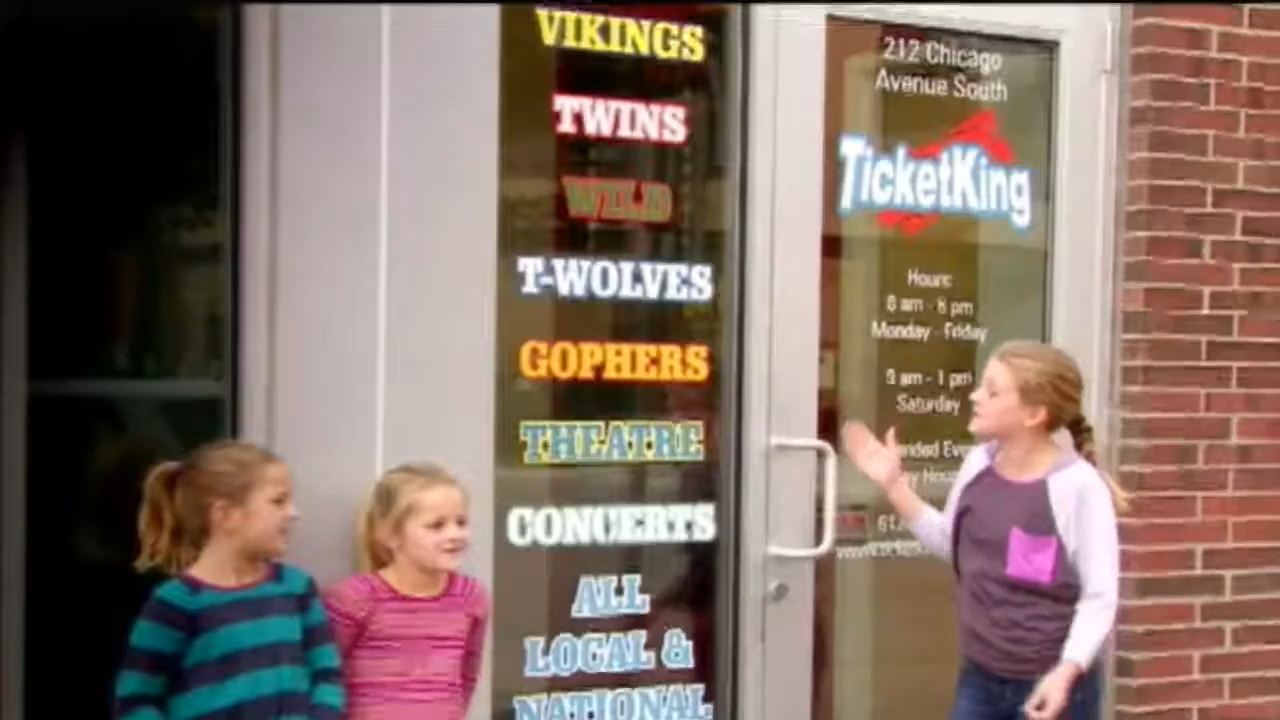 VIKINGS
TWINS
WILD
T-WOLVES
GOPHERS
THEATRE
CONCERTS
ALL
LOCAL &
NATIONAL
212 Chicago
Avenue South
TicketKing
Hours:
8 am - 8 pm
Monday - Friday
9 am - 1 pm
Saturday